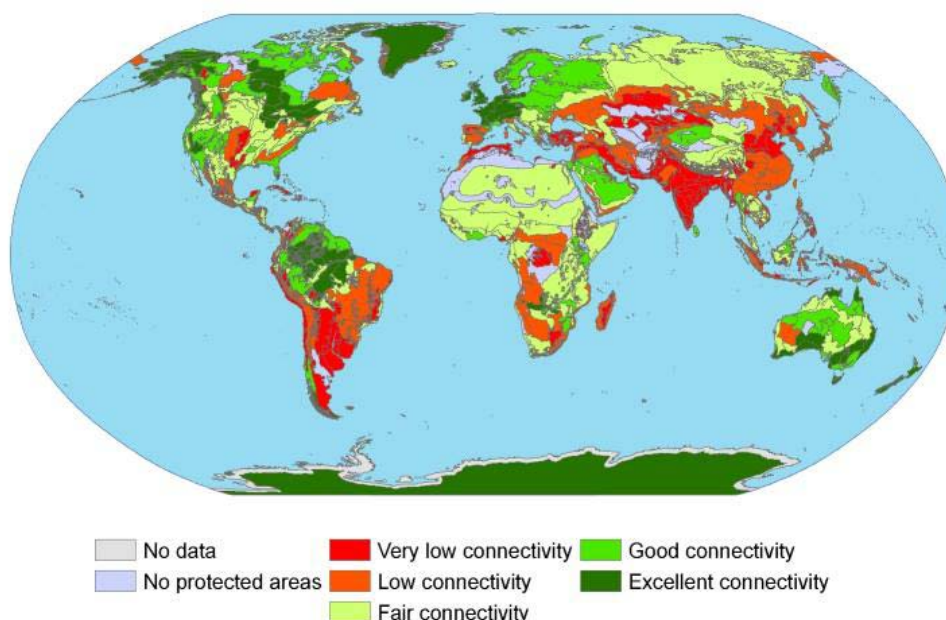 No data
No protected areas
Very low connectivity
Low connectivity
Fair connectivity
Good connectivity
Excellent connectivity